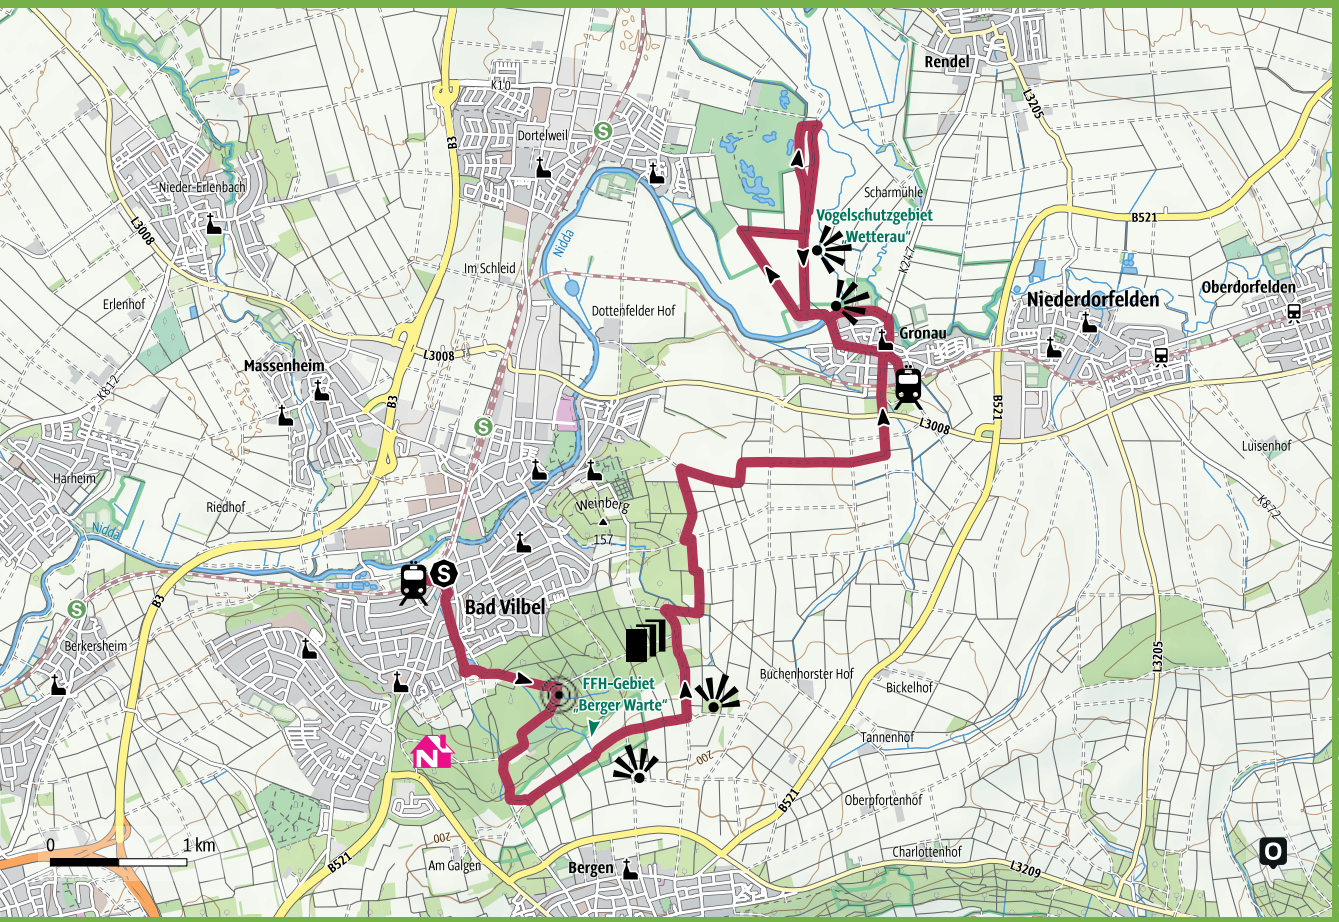 Rendel
K10
L3205
B3
Dortelweil
S
Nieder-Erlenbach
Scharmühle
Vogelschutzgebiet
„Wetterau“
B521
L3008
Nidda
K247
Im Schleid
Erlenhof
Dottenfelder Hof
Niederdorfelden
Oberdorfelden
Gronau
L3008
Massenheim
K812
B3
B521
L3008
S
Luisenhof
Harheim
Riedhof
Weinberg
157
K872
Nidda
S
Bad Vilbel
B3
S
Berkersheim
L3205
FFH-Gebiet
„Berger Warte“
Buchenhorster Hof
Bickelhof
Tannenhof
N
200
B521
Oberpfortenhof
0
1 km
200
Am Galgen
B521
Bergen
Charlottenhof
L3209
O